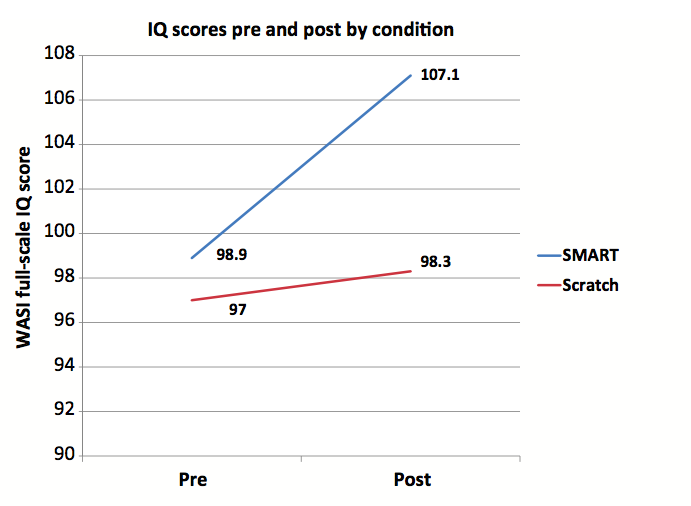 IQ scores pre and post by condition
108
106
104
102
100
98
96
94
92
90
WASI full-scale IQ score
107.1
98.9
98.3
97
Pre
Post
SMART
Scratch